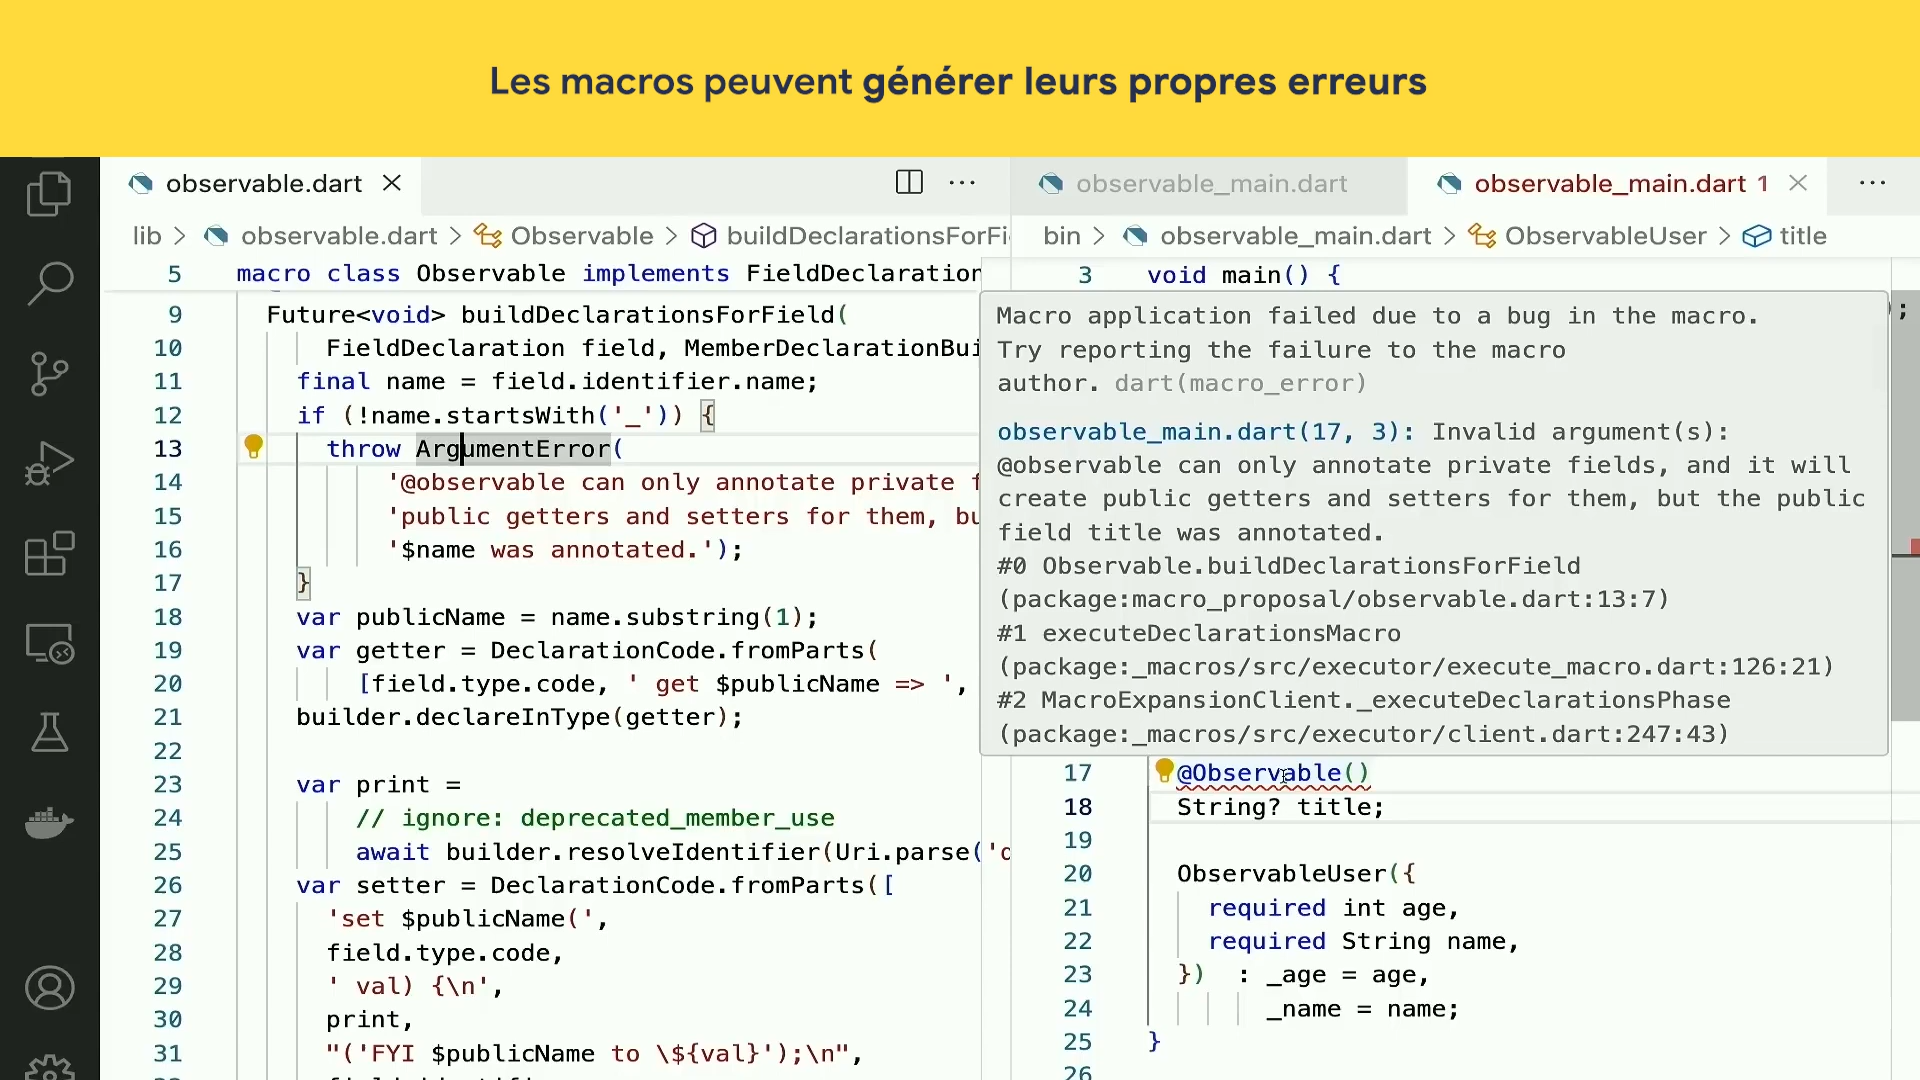 Les macros peuvent générer leurs propres erreurs
observable.dart
lib > observable.dart > Observable > buildDeclarationsForFi
5 macro class Observable implements FieldDeclaration
9 Future<void> buildDeclarationsForField(
10 FieldDeclaration field, MemberDeclarationBui
11 final name = field.identifier.name;
12 if (!name.startsWith('_')) {
13 throw ArgumentError(
14 '@observable can only annotate private f
15 'public getters and setters for them, bu
16 '$name was annotated.');
17 }
18 var publicName = name.substring(1);
19 var getter = DeclarationCode.fromParts(
20 [field.type.code, ' get $publicName => ',
21 builder.declareInType(getter);
22
23 var print =
24 // ignore: deprecated_member_use
25 await builder.resolveIdentifier(Uri.parse('d
26 var setter = DeclarationCode.fromParts([
27 'set $publicName(',
28 field.type.code,
29 ' val) {\n',
30 print,
31 "('FYI $publicName to \${val}');\n",
observable_main.dart
observable_main.dart 1
bin > observable_main.dart > ObservableUser > title
3 void main() {
);
Macro application failed due to a bug in the macro.
Try reporting the failure to the macro
author. dart(macro_error)
observable_main.dart(17, 3): Invalid argument(s):
@observable can only annotate private fields, and it will
create public getters and setters for them, but the public
field title was annotated.
#0 Observable.buildDeclarationsForField
(package:macro_proposal/observable.dart:13:7)
#1 executeDeclarationsMacro
(package:_macros/src/executor/execute_macro.dart:126:21)
#2 MacroExpansionClient._executeDeclarationsPhase
(package:_macros/src/executor/client.dart:247:43)
17 @Observable()
18 String? title;
19
20 ObservableUser({
21 required int age,
22 required String name,
23 }) : _age = age,
24 _name = name;
25 }
26